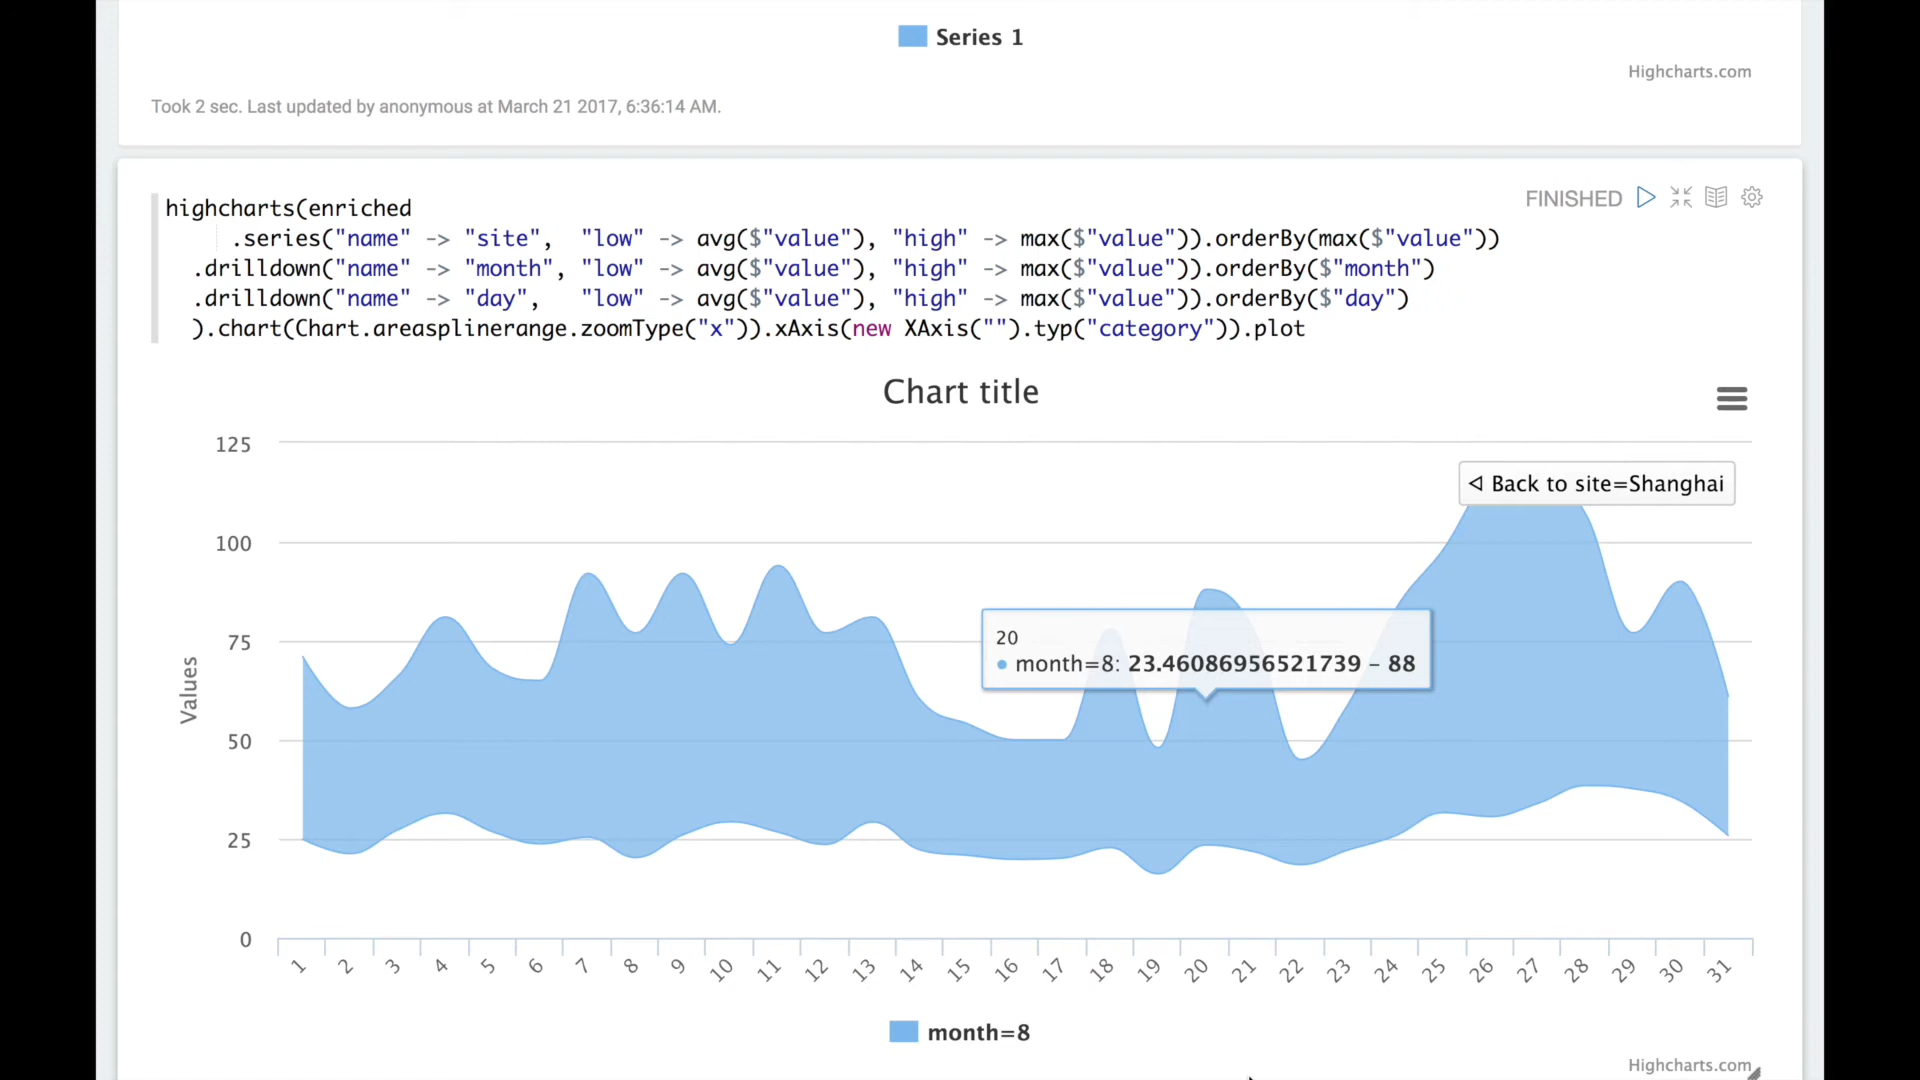 Series 1
Highcharts.com
Took 2 sec. Last updated by anonymous at March 21 2017, 6:36:14 AM.
FINISHED
highcharts(enriched
.series("name" -> "site", "low" -> avg($"value"), "high" -> max($"value")).orderBy(max($"value"))
.drilldown("name" -> "month", "low" -> avg($"value"), "high" -> max($"value")).orderBy($"month")
.drilldown("name" -> "day", "low" -> avg($"value"), "high" -> max($"value")).orderBy($"day")
).chart(Chart.areasplinerange.zoomType("x")).xAxis(new XAxis("").typ("category")).plot
Chart title
125
◁ Back to site=Shanghai
100
20
75
● month=8: 23.46086956521739 – 88
Values
50
25
0
1 2 3 4 5 6 7 8 9 10 11 12 13 14 15 16 17 18 19 20 21 22 23 24 25 26 27 28 29 30 31
month=8
Highcharts.com